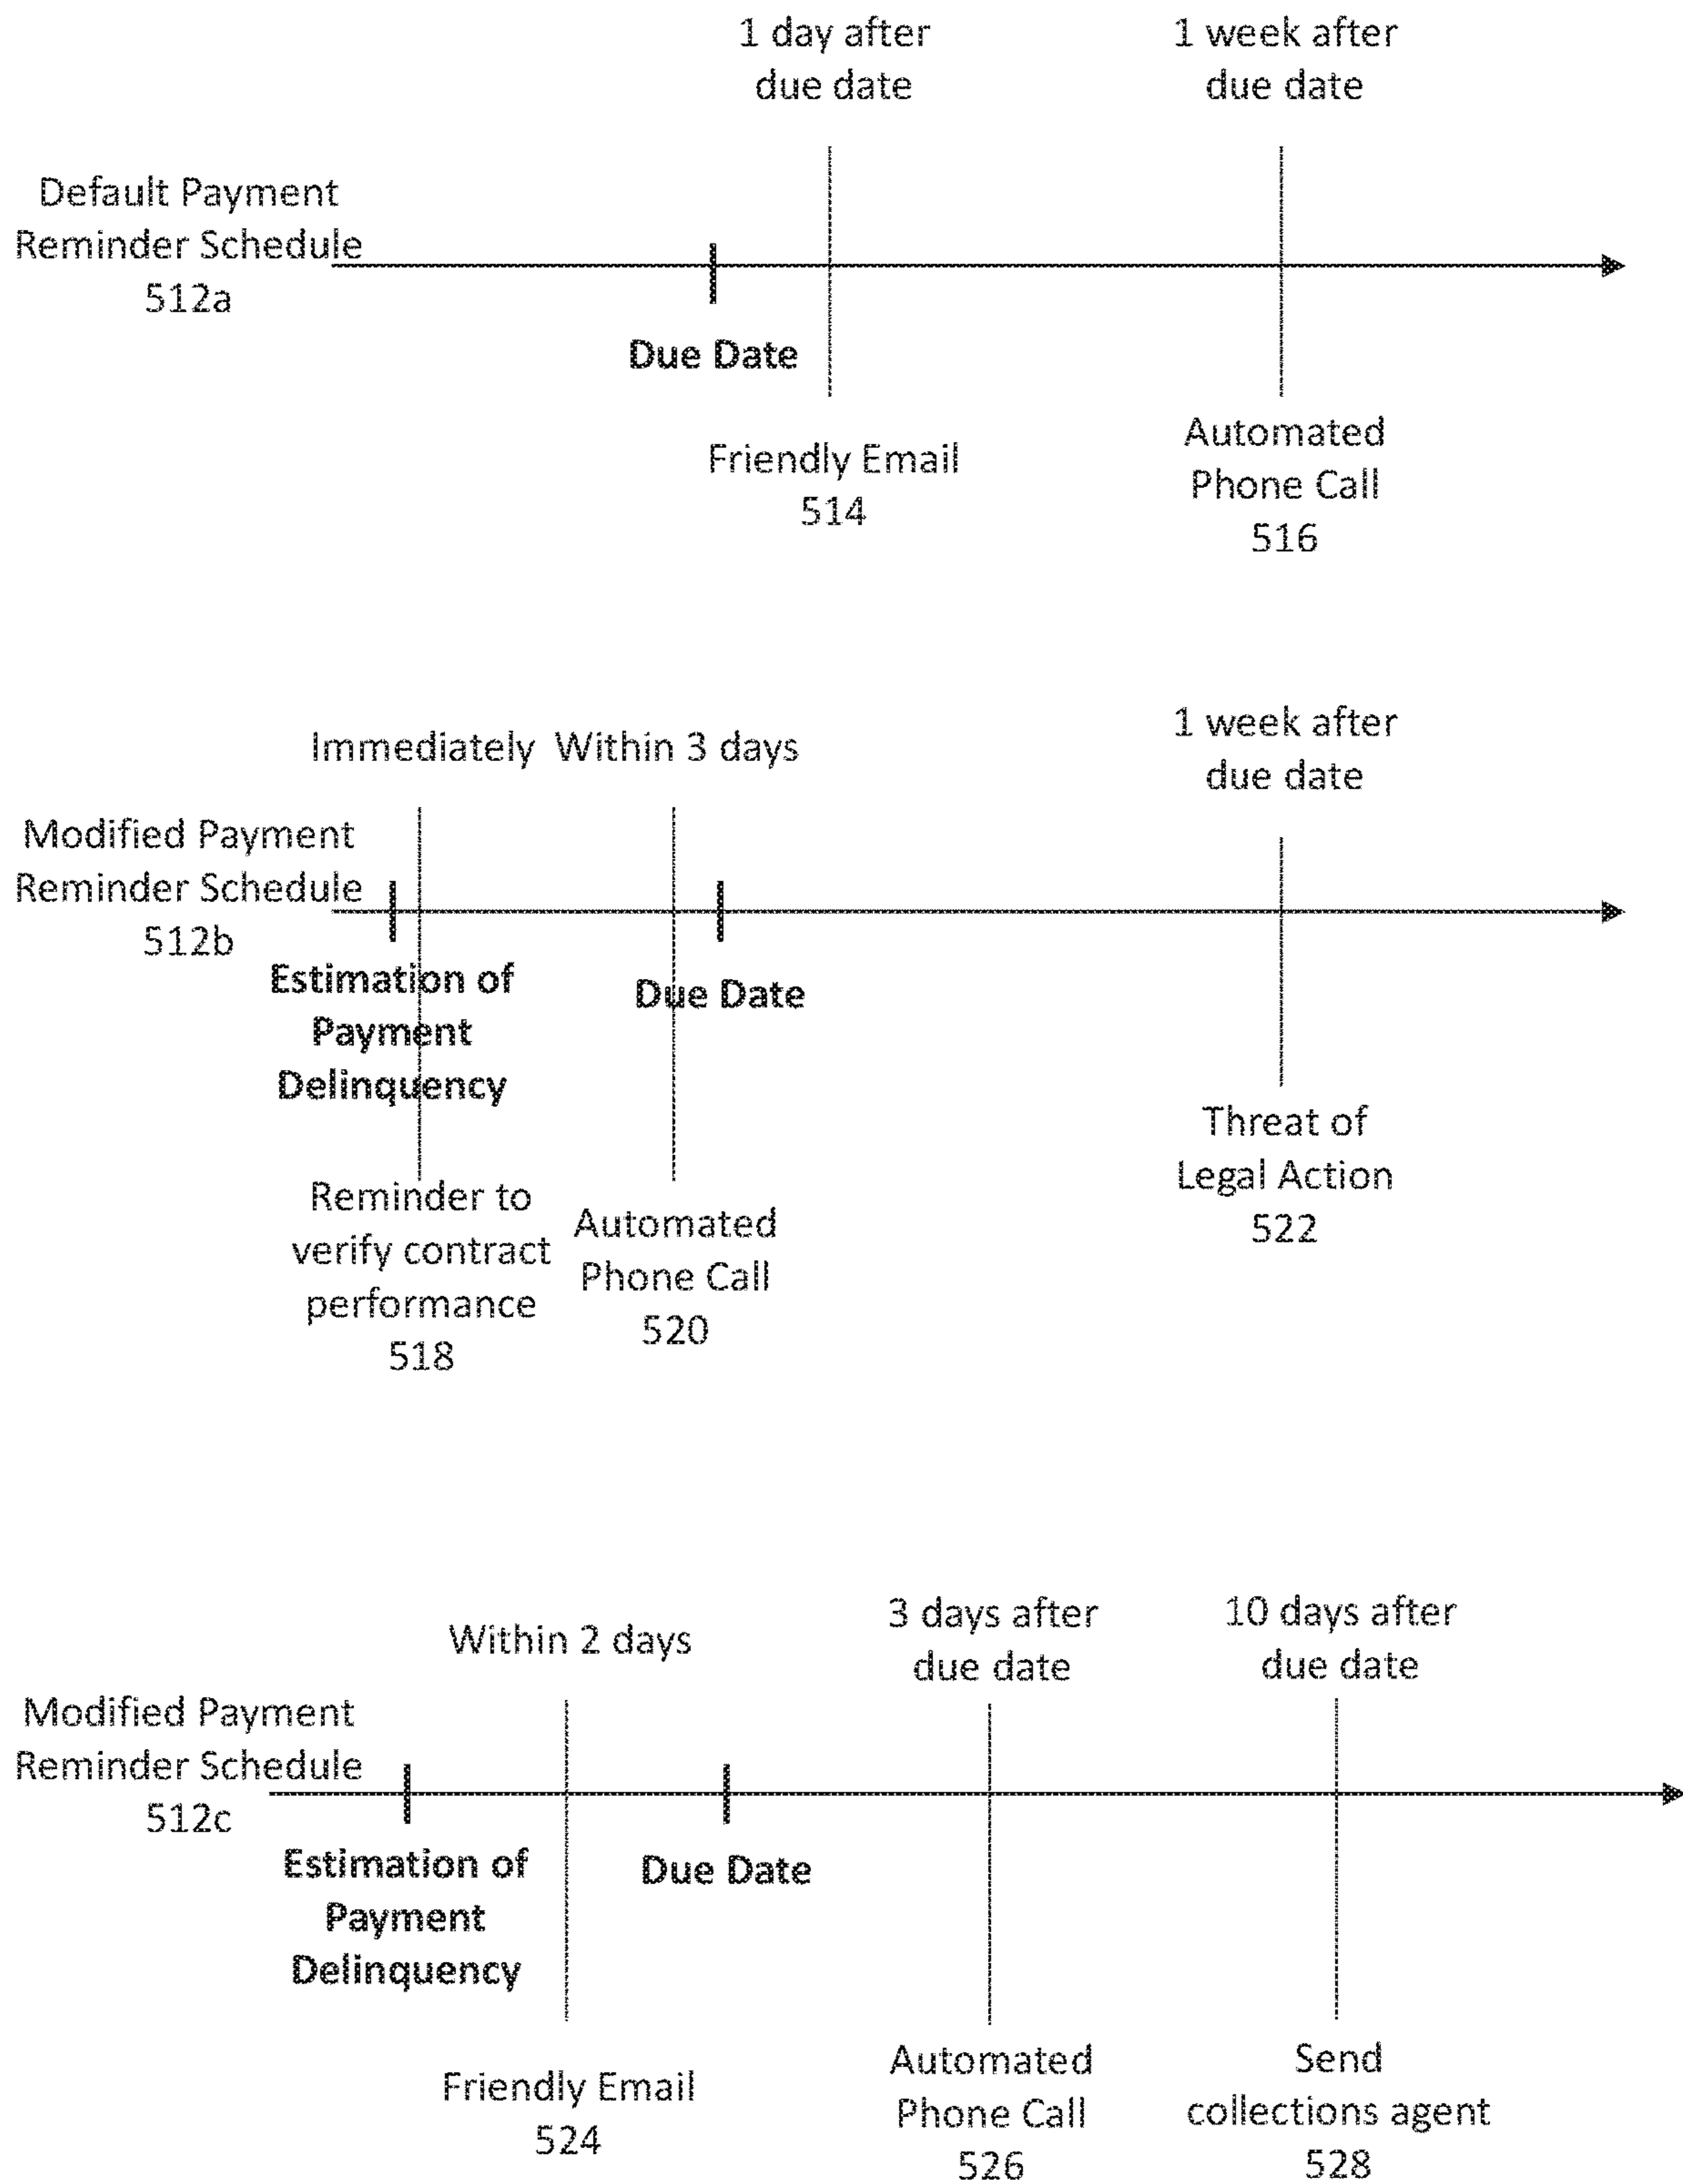 1 day after
due date
1 week after
due date
Default Payment
Reminder Schedule
512a
Due Date
Friendly Email
514
Automated
Phone Call
516
Immediately
Within 3 days
1 week after
due date
Modified Payment
Reminder Schedule
512b
Estimation of
Payment
Delinquency
Due Date
Reminder to
verify contract
performance
518
Automated
Phone Call
520
Threat of
Legal Action
522
Within 2 days
3 days after
due date
10 days after
due date
Modified Payment
Reminder Schedule
512c
Estimation of
Payment
Delinquency
Due Date
Friendly Email
524
Automated
Phone Call
526
Send
collections agent
528